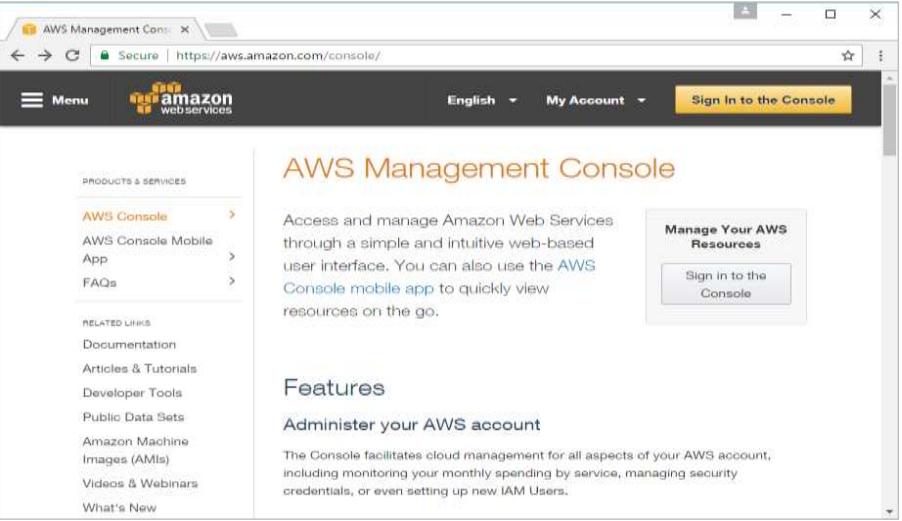 AWS Management Cons
Secure | https://aws.amazon.com/console/
Menu
amazon
webservices
English
My Account
Sign In to the Console
PRODUCTS & SERVICES
AWS Console
AWS Console Mobile
App
FAQs
RELATED LINKS
Documentation
Articles & Tutorials
Developer Tools
Public Data Sets
Amazon Machine
Images (AMIs)
Videos & Webinars
What's New
AWS Management Console
Access and manage Amazon Web Services
through a simple and intuitive web-based
user interface. You can also use the AWS
Console mobile app to quickly view
resources on the go.
Manage Your AWS
Resources
Sign in to the
Console
Features
Administer your AWS account
The Console facilitates cloud management for all aspects of your AWS account,
including monitoring your monthly spending by service, managing security
credentials, or even setting up new IAM Users.